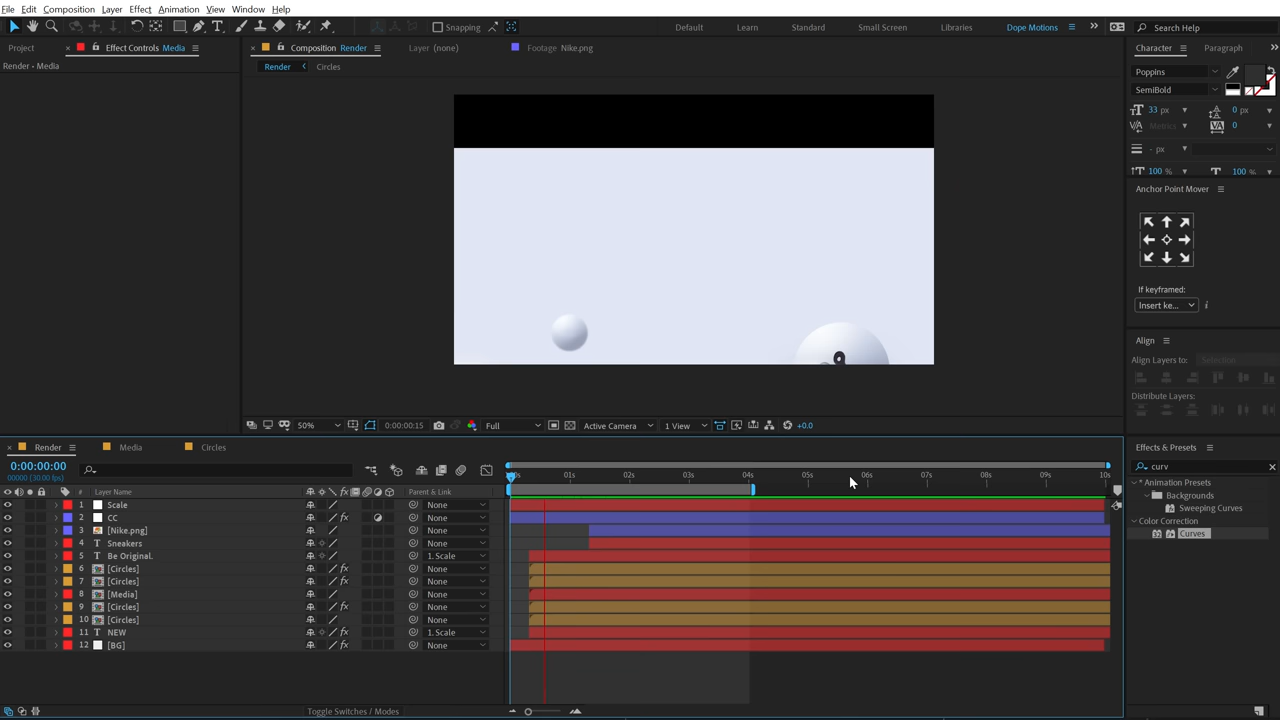 File Edit Composition Layer Effect Animation View Window Help
Snapping Default Learn Standard Small Screen Libraries Dope Motions Search Help
Project Effect Controls Media Composition Render Layer (none) Footage Nike.png Character Paragraph
Render • Media Render Circles
Poppins
SemiBold
33 px 0 px
Metrics 0
- px
100 % 100 %
Anchor Point Mover
If keyframed:
Insert ke...
Align
Align Layers to: Selection
Distribute Layers:
50% 0:00:00:15 Full Active Camera 1 View +0.0
Render Media Circles Effects & Presets
0:00:00:00
00000 (30.00 fps)
01s 02s 03s 04s 05s 06s 07s 08s 09s 10s
curv
# Layer Name Parent & Link
1 Scale None
2 CC None
3 [Nike.png] None
4 Sneakers None
5 Be Original. 1. Scale
6 [Circles] None
7 [Circles] None
8 [Media] None
9 [Circles] None
10 [Circles] None
11 NEW 1. Scale
12 [BG] None
* Animation Presets
Backgrounds
Sweeping Curves
Color Correction
Curves
Toggle Switches / Modes